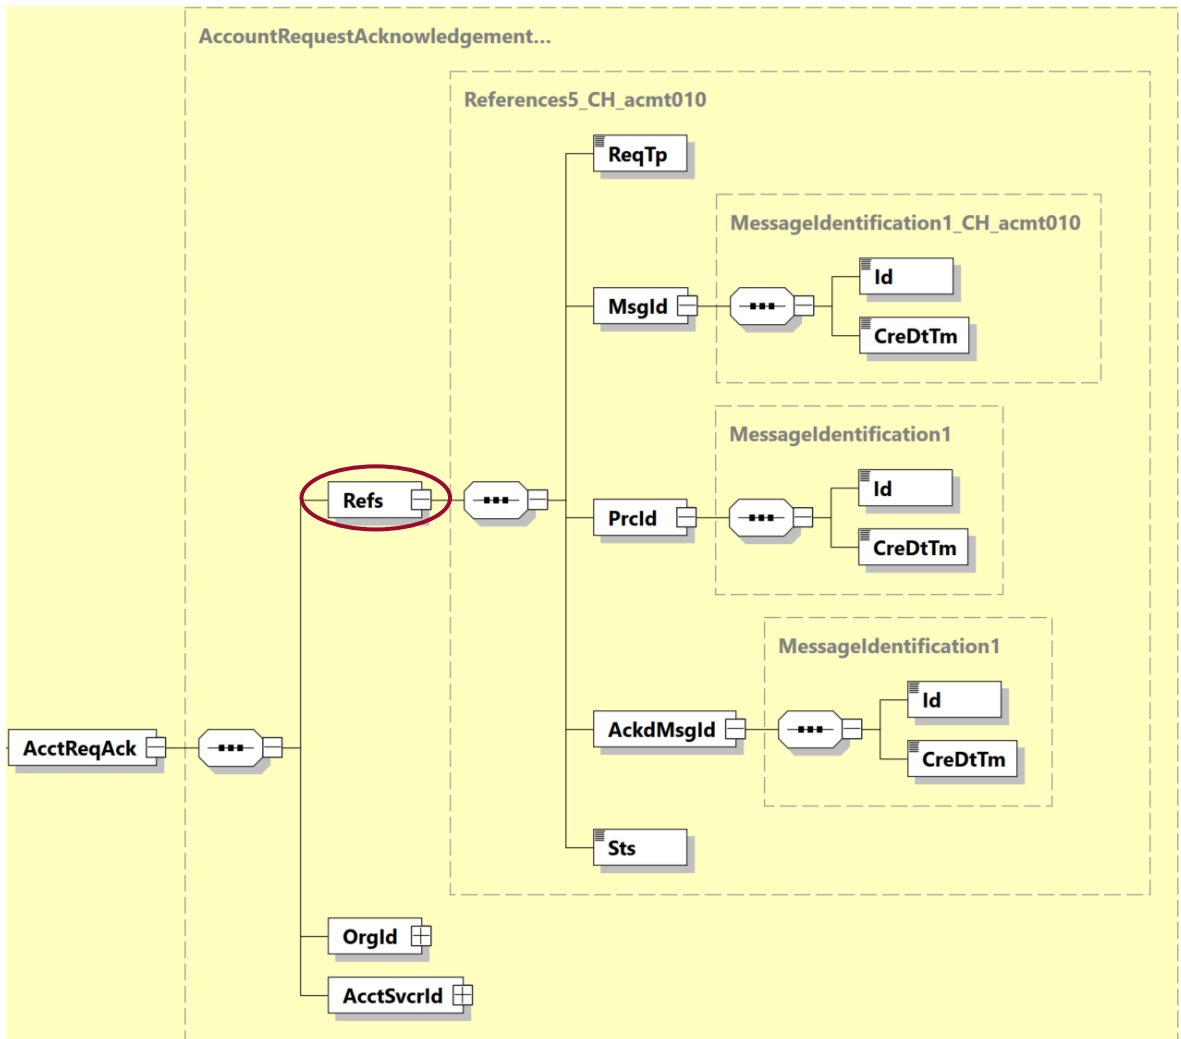 AccountRequestAcknowledgement...
References5_CH_acmt010
ReqTp
MessageIdentification1_CH_acmt010
Id
MsgId
CreDtTm
MessageIdentification1
Id
Refs
PrcId
CreDtTm
MessageIdentification1
Id
AckdMsgId
AcctReqAck
CreDtTm
Sts
OrgId
AcctSvcrId